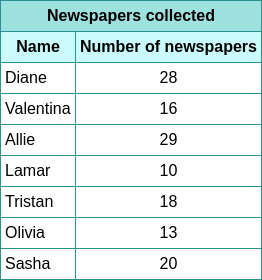 Newspapers collected
Name Number of newspapers
Diane 28
Valentina 16
Allie 29
Lamar 10
Tristan 18
Olivia 13
Sasha 20